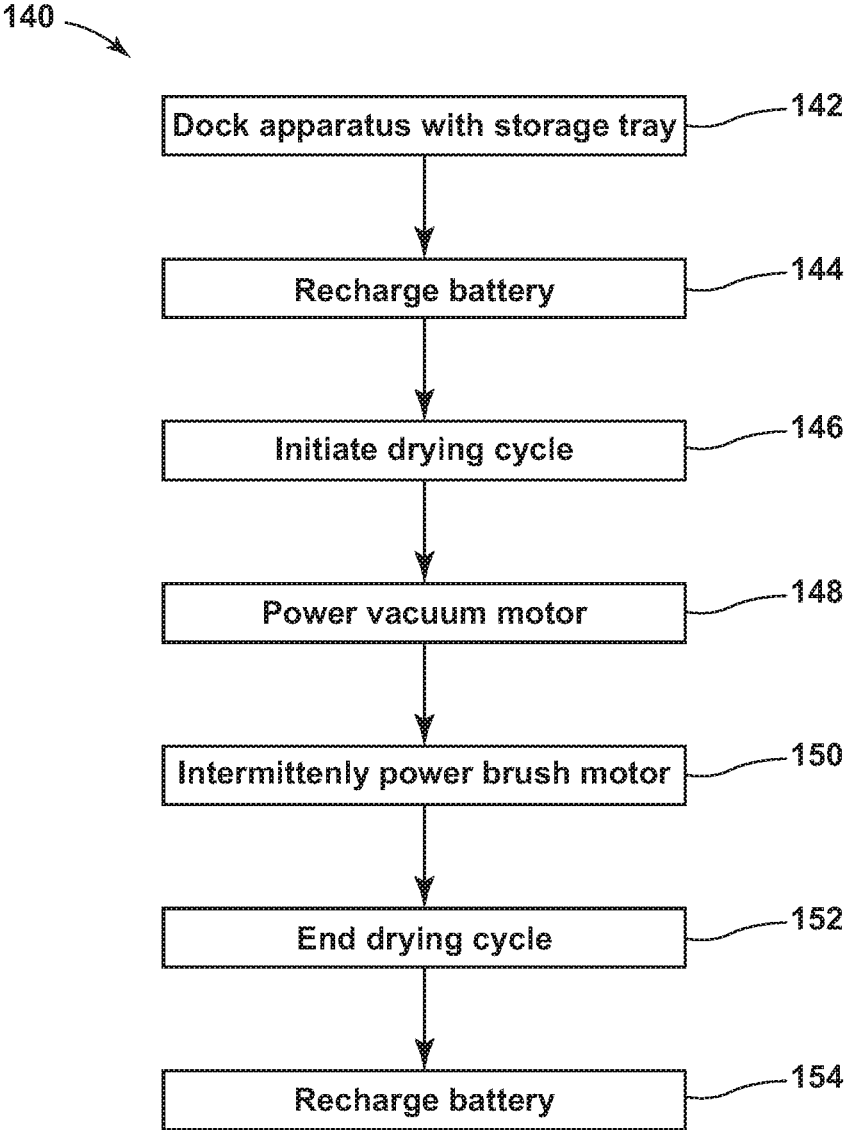 140
142
Dock apparatus with storage tray
144
Recharge battery
146
Initiate drying cycle
148
Power vacuum motor
150
Intermittenly power brush motor
152
End drying cycle
154
Recharge battery